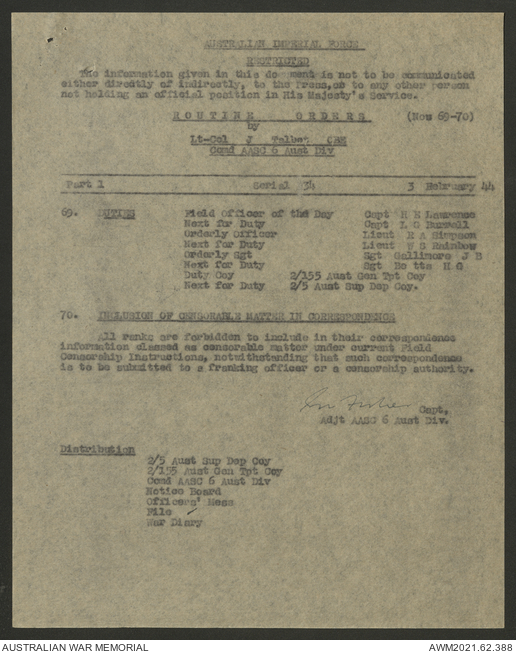 AUSTRALIAN IMPERIAL FORCE
RESTRICTED
The information given in this document is not to be communicated
either directly of indirectly, to the Press, or to any other person
not holding an official position in His Majesty's Service.
ROUTINE ORDERS (Nos 69-70)
by
Lt-Col J Talbot OBE
Comd AASC 6 Aust Div
Part 1 Serial 34 3 February 44
69. DUTIES Field Officer of the Day Capt H E Lawrence
Next for Duty Capt L O Burwell
Orderly Officer Lieut R A Simpson
Next for Duty Lieut W S Rainbow
Orderly Sgt Sgt Gallimore J B
Next for Duty Sgt H G
Duty Coy 2/155 Aust Gen Tpt Coy
Next for Duty 2/5 Aust Sup Dep Coy.
70. INCLUSION OF CENSORABLE MATTER IN CORRESPONDENCE
All ranks are forbidden to include in their correspondence
information classed as censorable matter under current Field
Censorship Instructions, notwithstanding that such correspondence
is to be submitted to a franking officer or a censorship authority.
Capt,
Adjt AASC 6 Aust Div.
Distribution
2/5 Aust Sup Dep Coy
2/155 Aust Gen Tpt Coy
Comd AASC 6 Aust Div
Notice Board
Officers' Mess
File
War Diary
AUSTRALIAN WAR MEMORIAL AWM2021.62.388